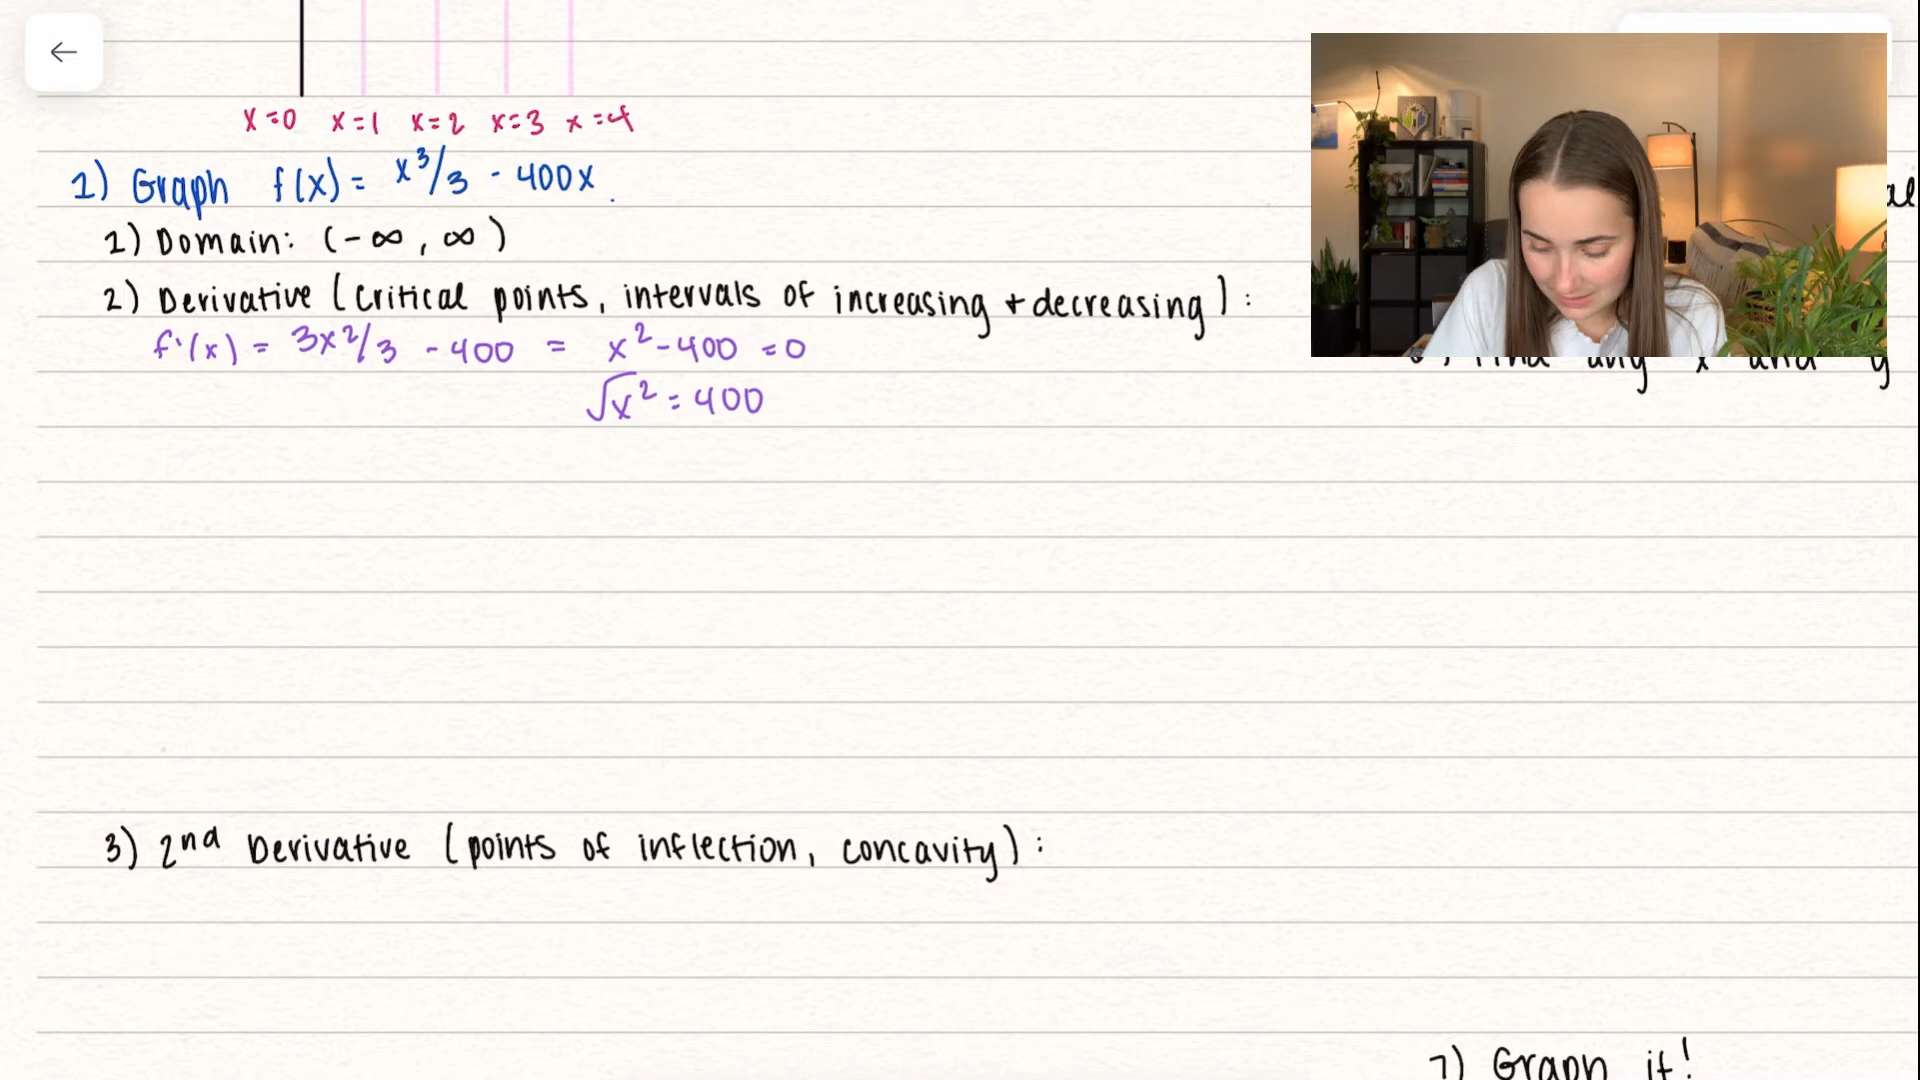 x=0 x=1 x=2 x=3 x=4
1) Graph f(x) = x³/3 - 400x.
1) Domain: (-∞, ∞)
2) Derivative (critical points, intervals of increasing + decreasing):
f'(x) = 3x²/3 - 400 = x² - 400 = 0
√x² = 400
any x and y
3) 2nd Derivative (points of inflection, concavity):
7) Graph it!